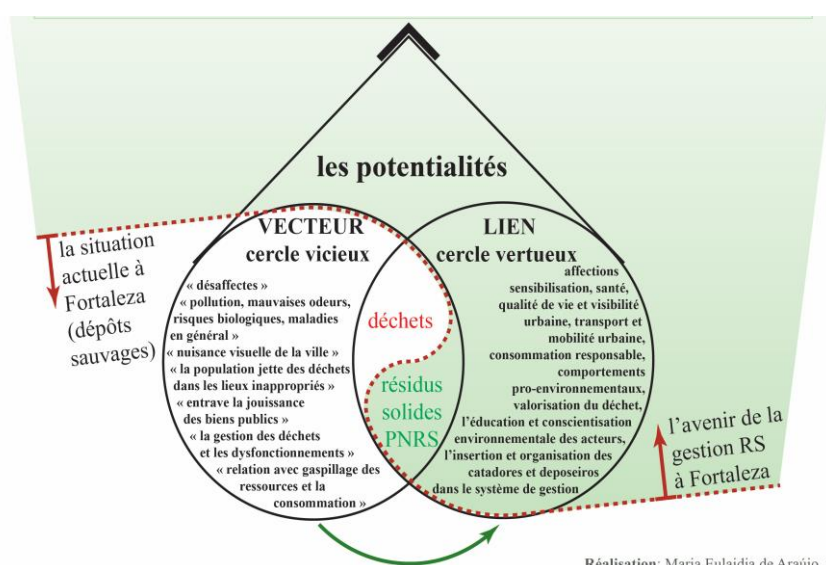 les potentialités
VECTEUR
cercle vicieux
« désaffectes »
« pollution, mauvaises odeurs,
risques biologiques, maladies
en général »
« nuisance visuelle de la ville »
« la population jette des déchets
dans les lieux inappropriés »
« entrave la jouissance
des biens publics »
« la gestion des déchets
et les dysfonctionnements »
« relation avec gaspillage des
ressources et la
consommation »
LIEN
cercle vertueux
affections
sensibilisation, santé,
qualité de vie et visibilité
urbaine, transport et
mobilité urbaine,
consommation responsable,
comportements
pro-environnementaux,
valorisation du déchet,
l'éducation et conscientisation
environnementale des acteurs,
l'insertion et organisation des
catadores et deposeiros
dans le système de gestion
déchets
résidus
solides
PNRS
la situation
actuelle à
Fortaleza
(dépôts
sauvages)
l'avenir de la
gestion RS
à Fortaleza
Réalisation: Maria Eulaidia de Araújo